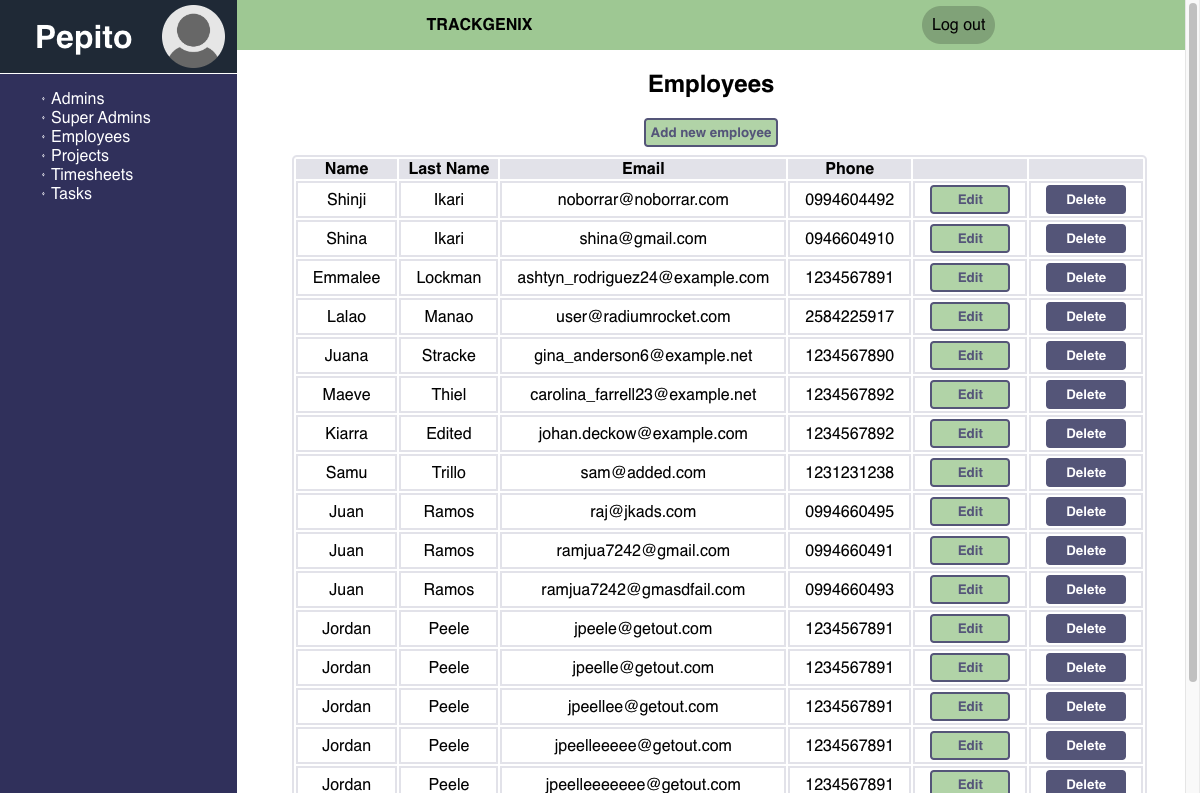 Pepito
TRACKGENIX
Log out
Admins
Super Admins
Employees
Projects
Timesheets
Tasks
Employees
Add new employee
Name Last Name Email Phone
Shinji Ikari noborrar@noborrar.com 0994604492 Edit Delete
Shina Ikari shina@gmail.com 0946604910 Edit Delete
Emmalee Lockman ashtyn_rodriguez24@example.com 1234567891 Edit Delete
Lalao Manao user@radiumrocket.com 2584225917 Edit Delete
Juana Stracke gina_anderson6@example.net 1234567890 Edit Delete
Maeve Thiel carolina_farrell23@example.net 1234567892 Edit Delete
Kiarra Edited johan.deckow@example.com 1234567892 Edit Delete
Samu Trillo sam@added.com 1231231238 Edit Delete
Juan Ramos raj@jkads.com 0994660495 Edit Delete
Juan Ramos ramjua7242@gmail.com 0994660491 Edit Delete
Juan Ramos ramjua7242@gmasdfail.com 0994660493 Edit Delete
Jordan Peele jpeele@getout.com 1234567891 Edit Delete
Jordan Peele jpeelle@getout.com 1234567891 Edit Delete
Jordan Peele jpeellee@getout.com 1234567891 Edit Delete
Jordan Peele jpeelleeeee@getout.com 1234567891 Edit Delete
Jordan Peele jpeelleeeeeee@getout.com 1234567891 Edit Delete